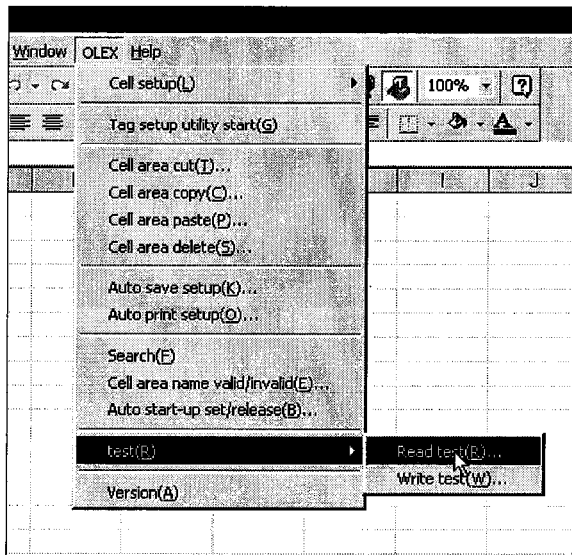 Window OLEX Help
Cell setup(L)
100%
Tag setup utility start(G)
Cell area cut(T)...
Cell area copy(C)...
I J
Cell area paste(P)...
Cell area delete(S)...
Auto save setup(K)...
Auto print setup(O)...
Search(F)
Cell area name valid/invalid(E)...
Auto start-up set/release(B)...
test(R)
Read test(R)...
Write test(W)...
Version(A)